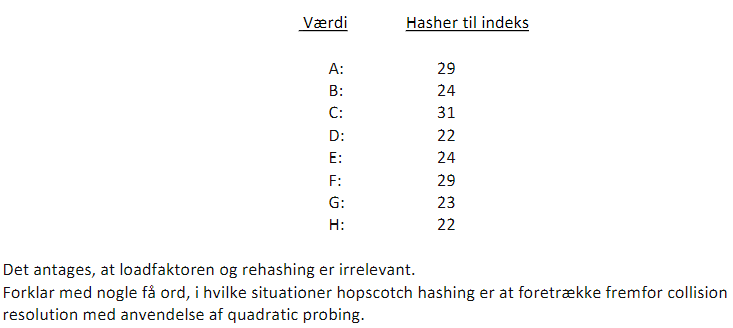 Værdi Hasher til indeks
A: 29
B: 24
C: 31
D: 22
E: 24
F: 29
G: 23
H: 22
Det antages, at loadfaktoren og rehashing er irrelevant.
Forklar med nogle få ord, i hvilke situationer hopscotch hashing er at foretrække fremfor collision
resolution med anvendelse af quadratic probing.